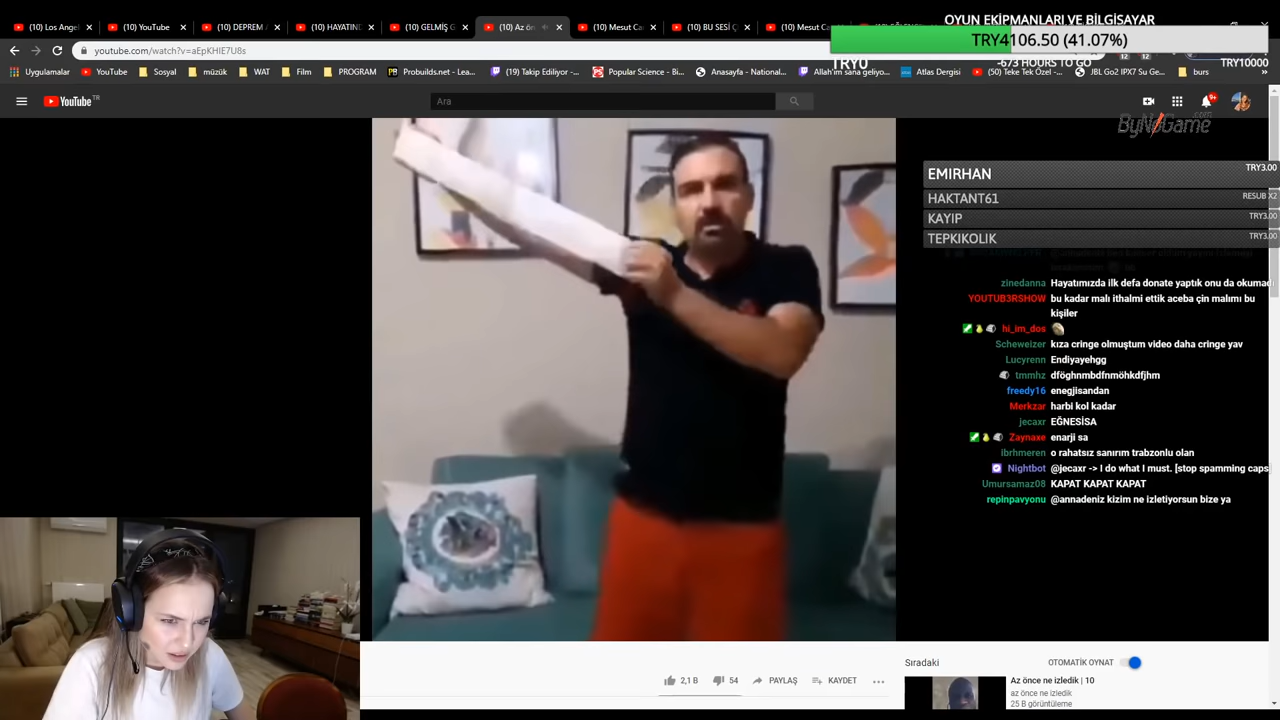 (10) Los Angel
(10) YouTube
(10) DEPREM
(10) HAYATIND
(10) GELMİŞ G
(10) Az ön
(10) Mesut Ca
(10) BU SESİ Ç
(10) Mesut Ca
OYUN EKİPMANLARI VE BİLGİSAYAR
TRY4106.50 (41.07%)
TRY0
-673 HOURS TO GO
TRY10000
youtube.com/watch?v=aEpKHIE7U8s
Uygulamalar
YouTube
Sosyal
müzük
WAT
Film
PROGRAM
Probuilds.net - Lea...
(19) Takip Ediliyor - ...
Popular Science - Bi...
Anasayfa - National...
Allah'ım sana geliyo...
Atlas Dergisi
(50) Teke Tek Özel -...
JBL Go2 IPX7 Su Ge...
burs
12
12
YouTube TR
Ara
9+
ByNoGame.com
EMIRHAN TRY3.00
HAKTANT61 RESUB X2
KAYIP TRY3.00
TEPKIKOLIK TRY3.00
zinedanna Hayatımızda ilk defa donate yaptık onu da okumad
YOUTUB3RSHOW bu kadar malı ithalmi ettik aceba çin malımı bu
kişiler
hi_im_dos
Scheweizer kıza cringe olmuştum video daha cringe yav
Lucyrenn Endiyayehgg
tmmhz dföghnmbdfnmöhkdfjhm
freedy16 enegjisandan
Merkzar harbi kol kadar
jecaxr EĞNESİSA
Zaynaxe enarji sa
ibrhmeren o rahatsız sanırım trabzonlu olan
Nightbot @jecaxr -> I do what I must. [stop spamming caps
Umursamaz08 KAPAT KAPAT KAPAT
repinpavyonu @annadeniz kizim ne izletiyorsun bize ya
2,1 B
54
PAYLAŞ
KAYDET
Sıradaki
OTOMATİK OYNAT
Az önce ne izledik | 10
az önce ne izledik
25 B görüntüleme